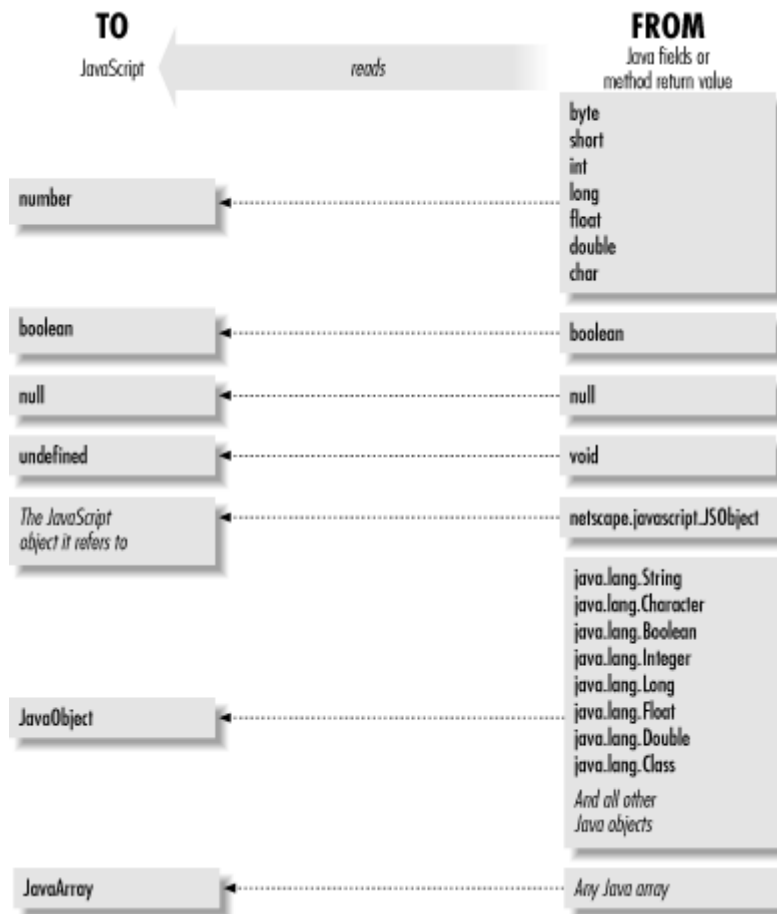 TO
JavaScript
reads
FROM
Java fields or
method return value
number
byte
short
int
long
float
double
char
boolean
boolean
null
null
undefined
void
The JavaScript
object it refers to
netscape.javascript.JSObject
JavaObject
java.lang.String
java.lang.Character
java.lang.Boolean
java.lang.Integer
java.lang.Long
java.lang.Float
java.lang.Double
java.lang.Class
And all other
Java objects
JavaArray
Any Java array